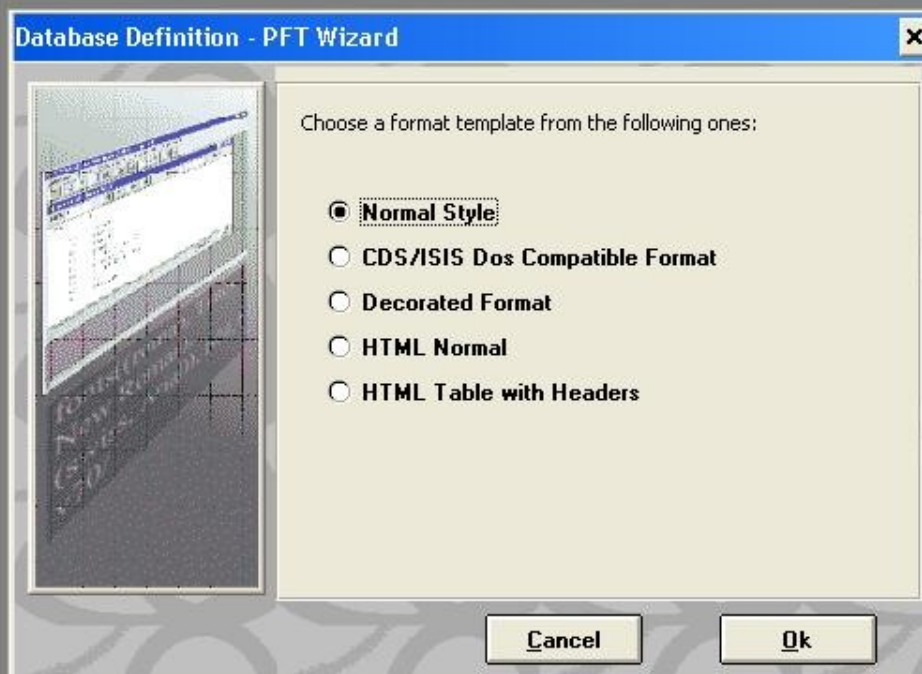 Database Definition - PFT Wizard
Choose a format template from the following ones:
Normal Style
CDS/ISIS Dos Compatible Format
Decorated Format
HTML Normal
HTML Table with Headers
Cancel
Ok